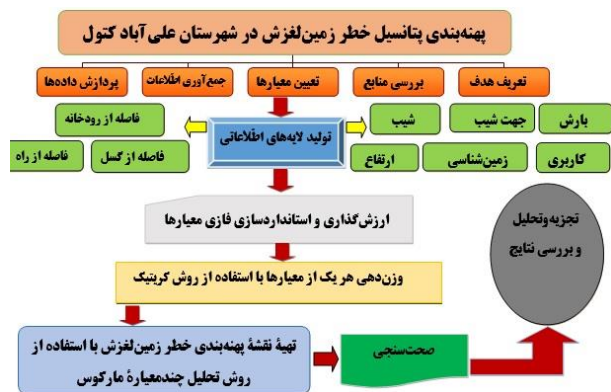 پهنه‌بندی پتانسیل خطر زمین‌لغزش در شهرستان علی‌آباد کتول
تعریف هدف
بررسی منابع
تعیین معیارها
جمع‌آوری اطلاعات
پردازش داده‌ها
بارش
جهت شیب
شیب
تولید لایه‌های اطلاعاتی
فاصله از رودخانه
کاربری
زمین‌شناسی
ارتفاع
فاصله از گسل
فاصله از راه
ارزش‌گذاری و استانداردسازی فازی معیارها
وزن‌دهی هر یک از معیارها با استفاده از روش کریتیک
تهیهٔ نقشهٔ پهنه‌بندی خطر زمین‌لغزش با استفاده از
روش تحلیل چندمعیارهٔ مارکوس
صحت‌سنجی
تجزیه‌وتحلیل
و بررسی نتایج